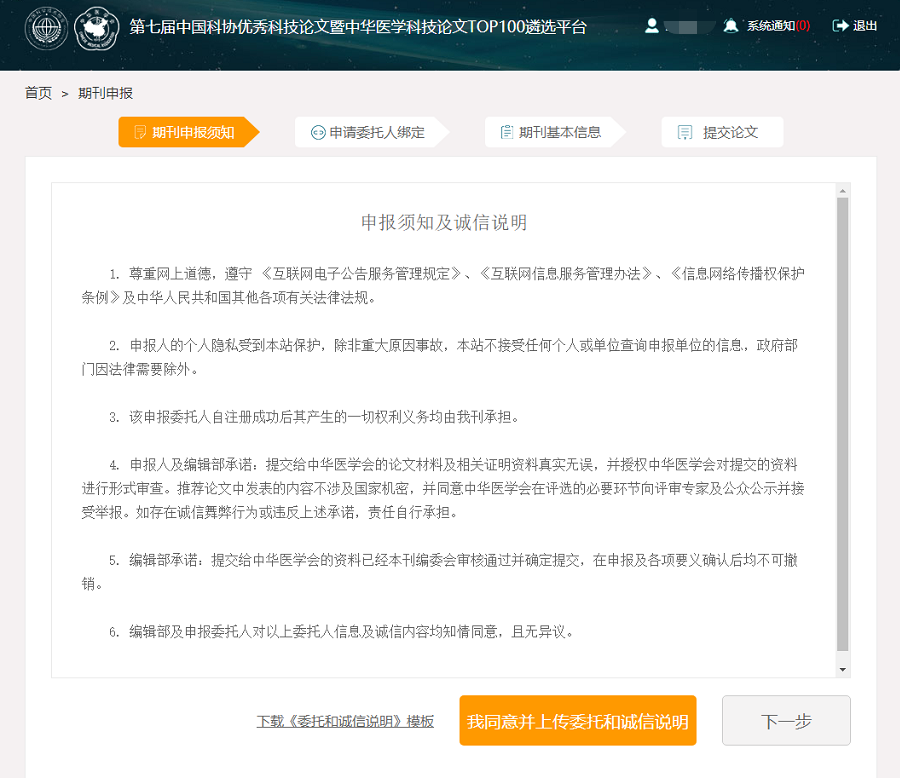 第七届中国科协优秀科技论文暨中华医学科技论文TOP100遴选平台
系统通知(0)
退出
首页 > 期刊申报
期刊申报须知
申请委托人绑定
期刊基本信息
提交论文
申报须知及诚信说明
1. 尊重网上道德，遵守 《互联网电子公告服务管理规定》、《互联网信息服务管理办法》、《信息网络传播权保护
条例》及中华人民共和国其他各项有关法律法规。
2. 申报人的个人隐私受到本站保护，除非重大原因事故，本站不接受任何个人或单位查询申报单位的信息，政府部
门因法律需要除外。
3. 该申报委托人自注册成功后其产生的一切权利义务均由我刊承担。
4. 申报人及编辑部承诺：提交给中华医学会的论文材料及相关证明资料真实无误，并授权中华医学会对提交的资料
进行形式审查。推荐论文中发表的内容不涉及国家机密，并同意中华医学会在评选的必要环节向评审专家及公众公示并接
受举报。如存在诚信舞弊行为或违反上述承诺，责任自行承担。
5. 编辑部承诺：提交给中华医学会的资料已经本刊编委会审核通过并确定提交，在申报及各项要义确认后均不可撤
销。
6. 编辑部及申报委托人对以上委托人信息及诚信内容均知情同意，且无异议。
下载《委托和诚信说明》模板
我同意并上传委托和诚信说明
下一步